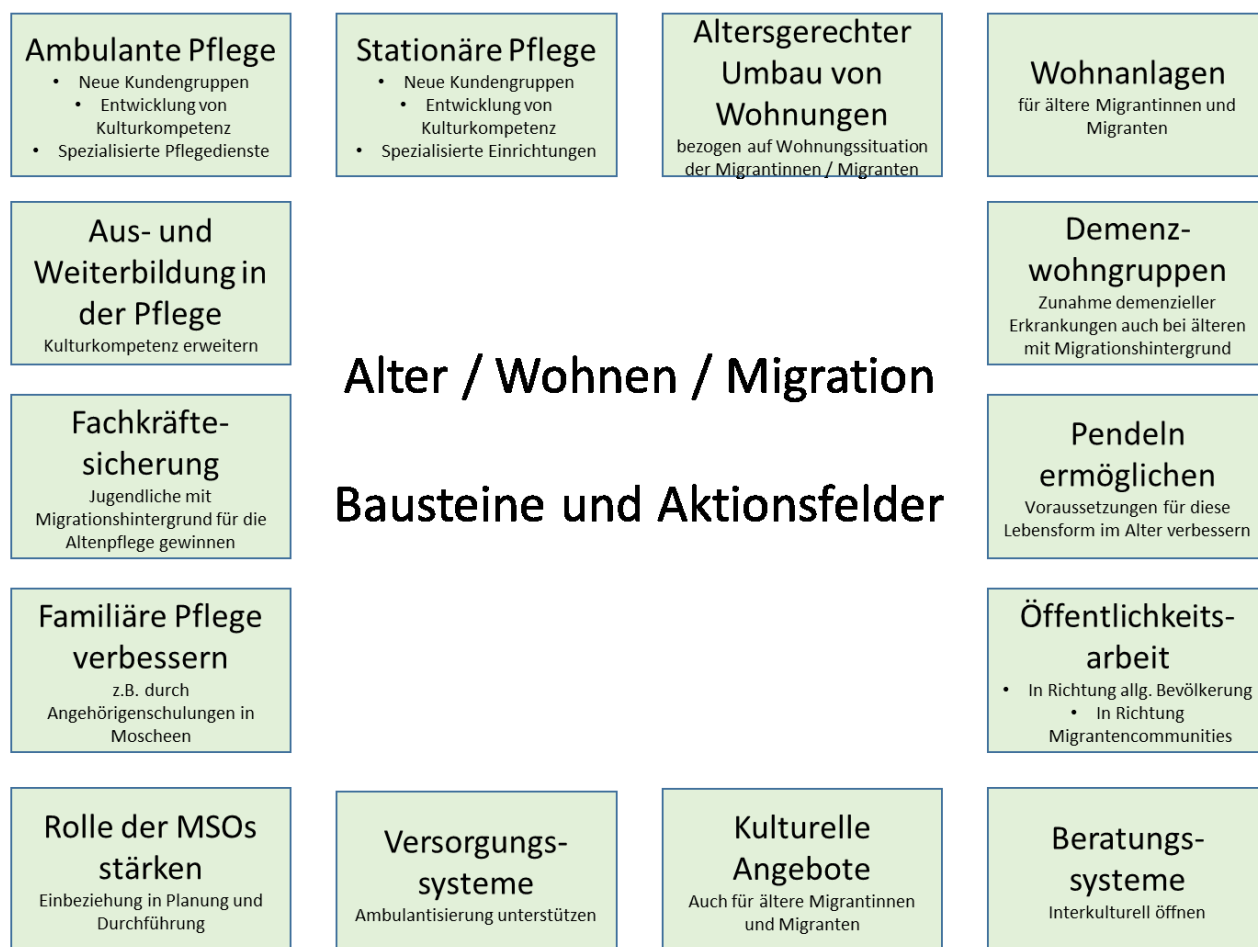 Ambulante Pflege
• Neue Kundengruppen
• Entwicklung von
Kulturkompetenz
• Spezialisierte Pflegedienste
Stationäre Pflege
• Neue Kundengruppen
• Entwicklung von
Kulturkompetenz
• Spezialisierte Einrichtungen
Altersgerechter
Umbau von
Wohnungen
bezogen auf Wohnungssituation
der Migrantinnen / Migranten
Wohnanlagen
für ältere Migrantinnen und
Migranten
Aus- und
Weiterbildung in
der Pflege
Kulturkompetenz erweitern
Demenz-
wohngruppen
Zunahme demenzieller
Erkrankungen auch bei älteren
mit Migrationshintergrund
Alter / Wohnen / Migration
Bausteine und Aktionsfelder
Fachkräfte-
sicherung
Jugendliche mit
Migrationshintergrund für die
Altenpflege gewinnen
Pendeln
ermöglichen
Voraussetzungen für diese
Lebensform im Alter verbessern
Familiäre Pflege
verbessern
z.B. durch
Angehörigenschulungen in
Moscheen
Öffentlichkeits-
arbeit
• In Richtung allg. Bevölkerung
• In Richtung
Migrantencommunities
Rolle der MSOs
stärken
Einbeziehung in Planung und
Durchführung
Versorgungs-
systeme
Ambulantisierung unterstützen
Kulturelle
Angebote
Auch für ältere Migrantinnen
und Migranten
Beratungs-
systeme
Interkulturell öffnen